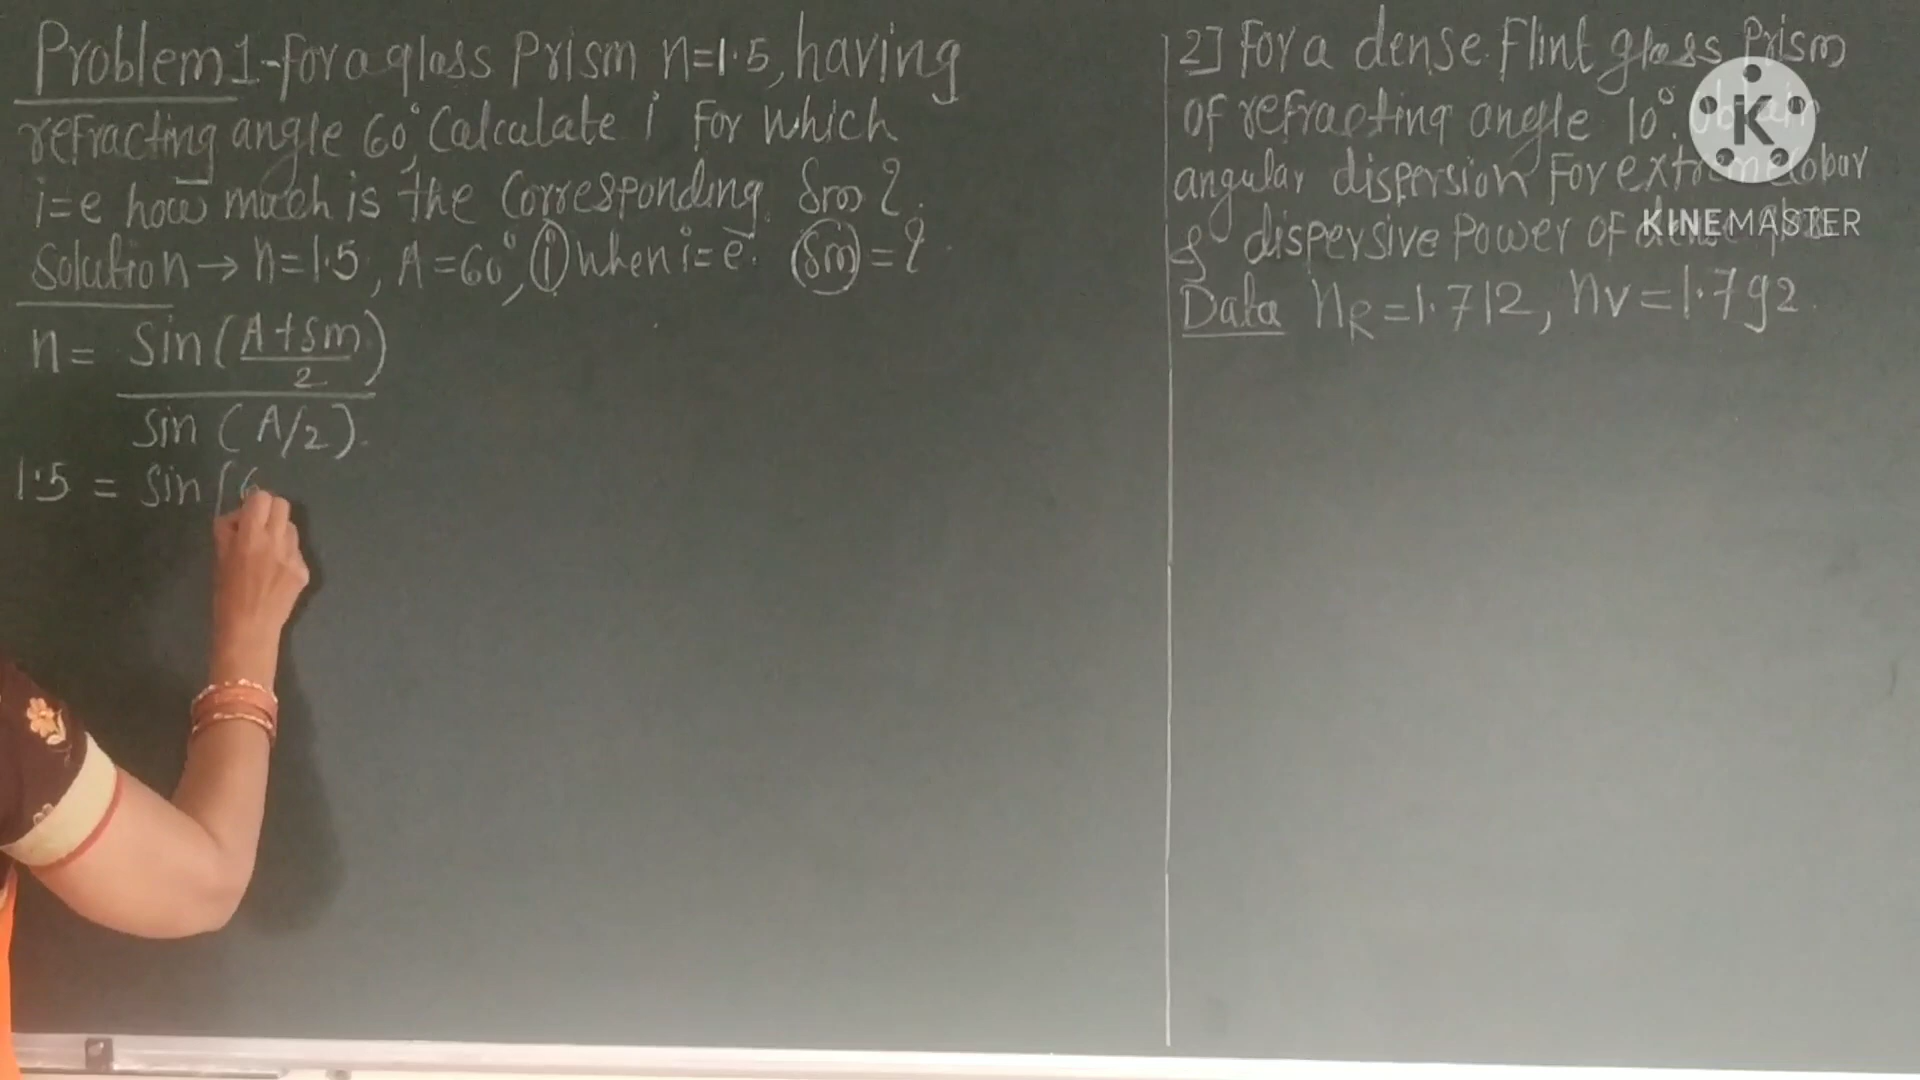 Problem 1 - For a glass Prism n=1.5, having
refracting angle 60°, Calculate i for which
i=e how much is the Corresponding δm ?
Solution → n=1.5, A=60°, i when i=e. δm = ?
n = Sin(A+δm/2)
Sin (A/2).
1.5 = Sin (6
2] For a dense Flint glass Prism
of refracting angle 10°.
angular dispersion For
& dispersive Power of
Data nR=1.712, nV=1.792.
K
KINEMASTER